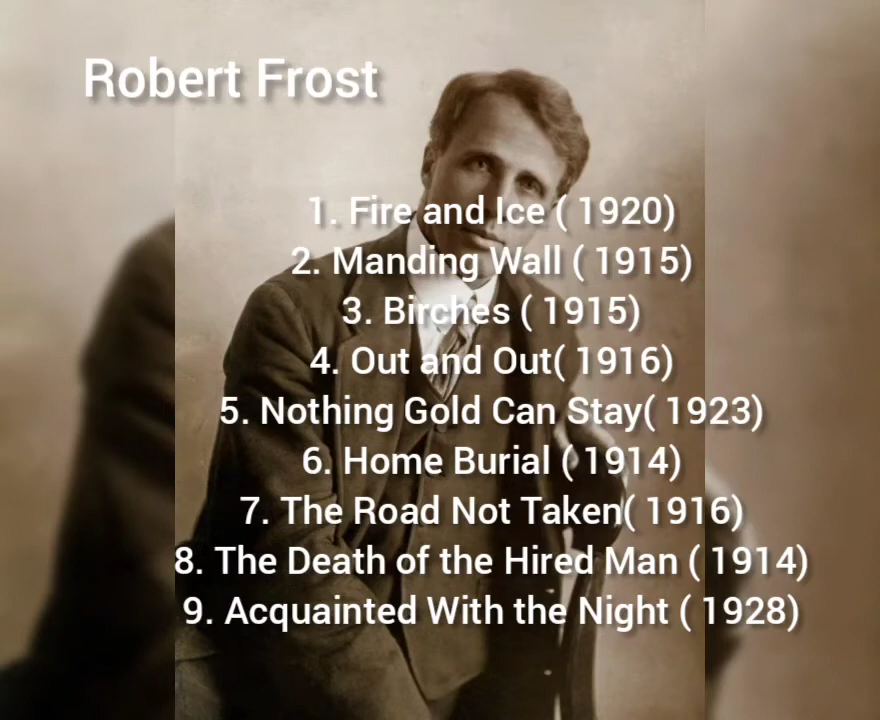 Robert Frost
1. Fire and Ice ( 1920)
2. Manding Wall ( 1915)
3. Birches ( 1915)
4. Out and Out( 1916)
5. Nothing Gold Can Stay( 1923)
6. Home Burial ( 1914)
7. The Road Not Taken( 1916)
8. The Death of the Hired Man ( 1914)
9. Acquainted With the Night ( 1928)